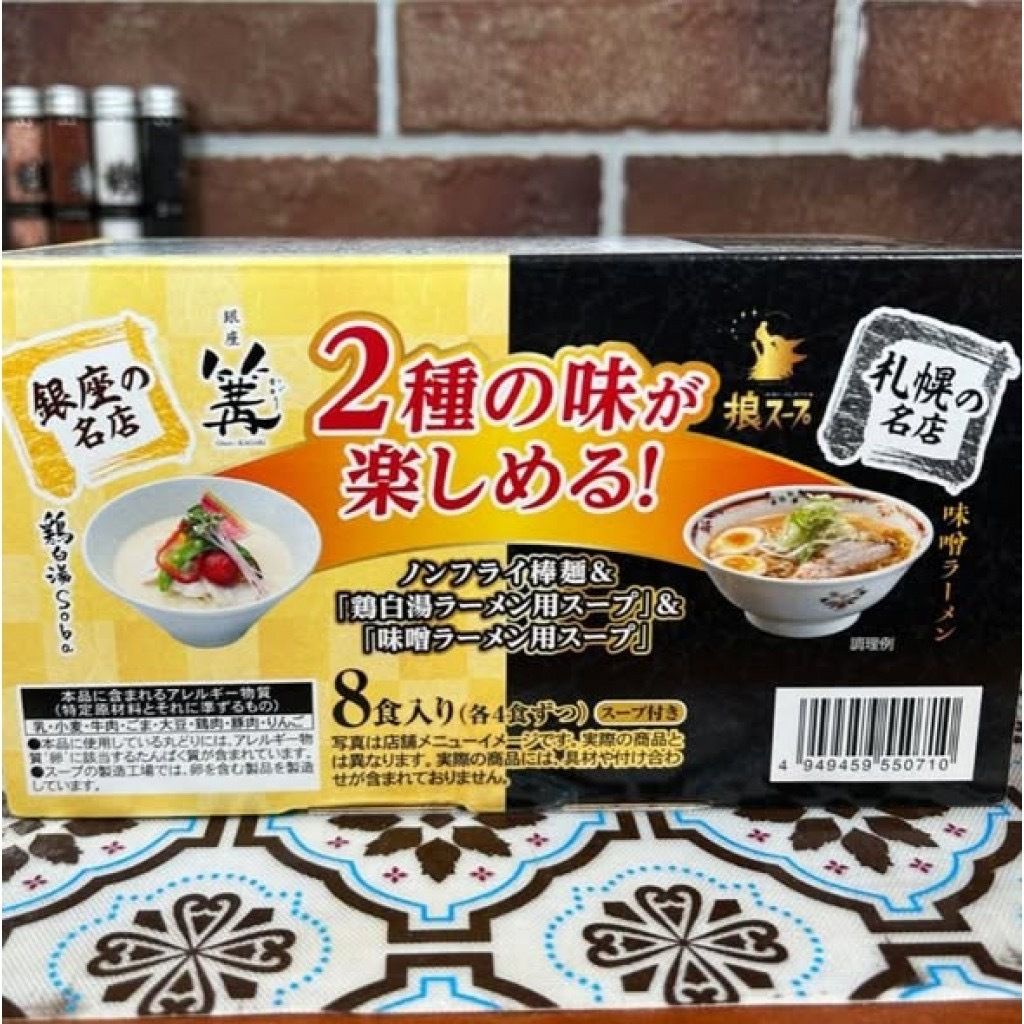 銀座の
名店
銀座
篝
かがり
Ginza KAGARI
鶏白湯Soba
2種の味が
楽しめる!
狼スープ
札幌の
名店
味噌ラーメン
ノンフライ棒麺&
「鶏白湯ラーメン用スープ」&
「味噌ラーメン用スープ」
調理例
8食入り(各4食ずつ) スープ付き
写真は店舗メニューイメージです。実際の商品と
は異なります。実際の商品には、具材や付け合わ
せが含まれておりません。
本品に含まれるアレルギー物質
(特定原材料とそれに準ずるもの)
乳・小麦・牛肉・ごま・大豆・鶏肉・豚肉・りんご
●本品に使用している丸どりには、アレルギー物
質“卵”に該当するたんぱく質が含まれています。
●スープの製造工場では、卵を含む製品を製造
しています。
4 949459 550710